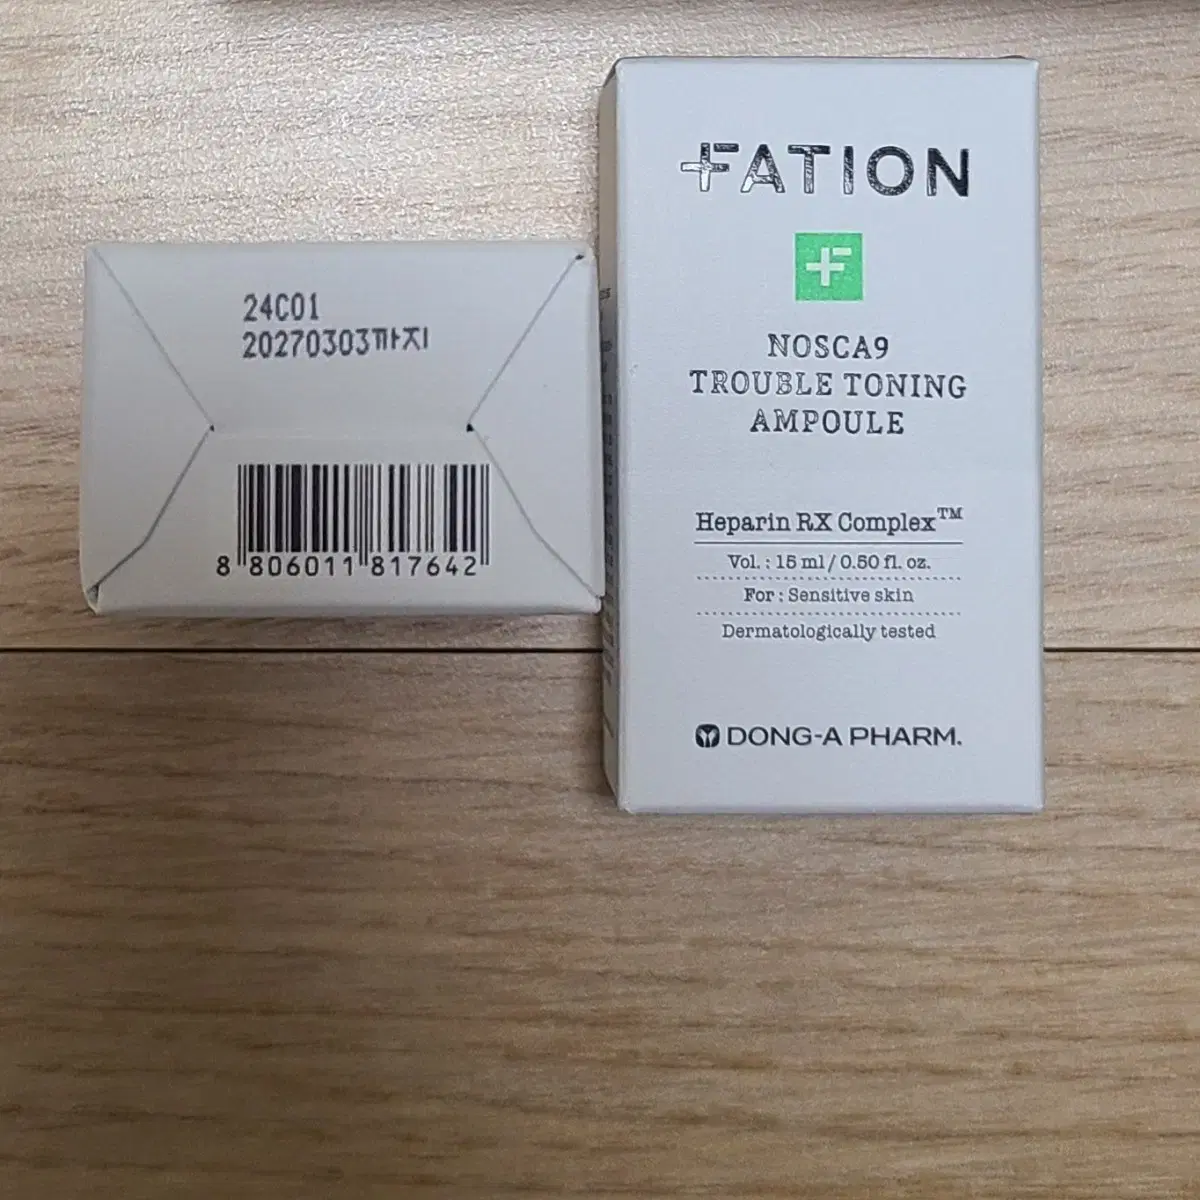 24C01
20270303까지
8 806011 817642
FATION
NOSCA9
TROUBLE TONING
AMPOULE
Heparin RX Complex™
Vol. : 15 ml / 0.50 fl. oz.
For : Sensitive skin
Dermatologically tested
DONG-A PHARM.